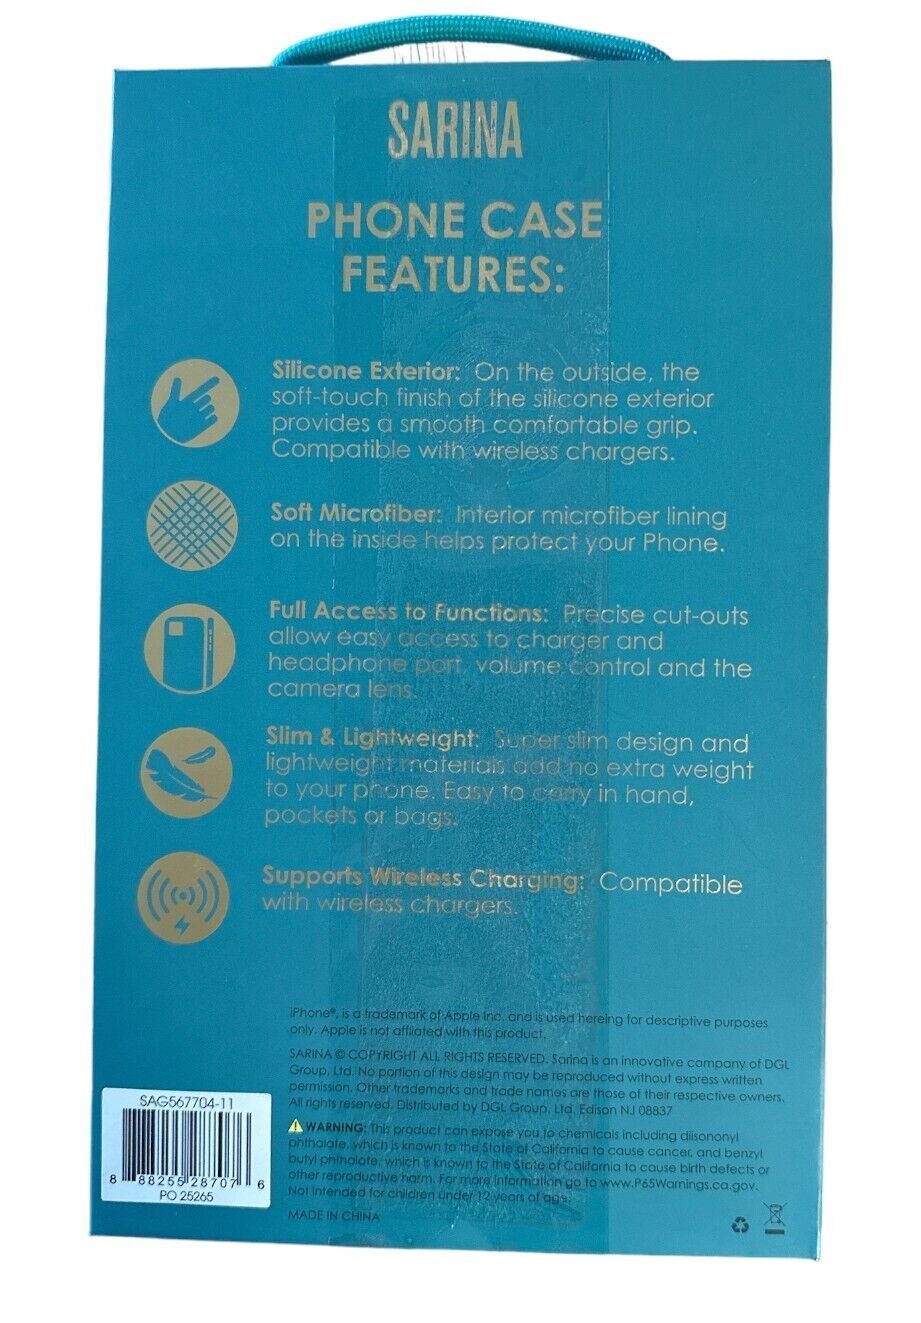 SARINA
PHONE CASE
FEATURES:
Silicone Exterior: On the outside, the
soft-touch finish of the silicone exterior
provides a smooth comfortable grip.
Compatible with wireless chargers.
Soft Microfiber: Interior microfiber lining
on the inside helps protect your Phone.
Full Access to Functions: Precise cut-outs
allow easy access to charger and
headphone port, volume control and the
camera lens.
Slim & Lightweight: Super slim design and
lightweight materials add no extra weight
to your phone. Easy to carry in hand,
pockets or bags.
Supports Wireless Charging: Compatible
with wireless chargers.
iPhone®, is a trademark of Apple Inc. and is used hereing for descriptive purposes
only. Apple is not affliated with this product.
SARINA © COPYRIGHT ALL RIGHTS RESERVED. Sarina is an innovative company of DGL
Group, Ltd. No portion of this design may be reproduced without express written
permission. Other trademarks and trade names are those of their respective owners.
All rights reserved. Distributed by DGL Group, Ltd. Edison NJ 08837
WARNING: This product can expose you to chemicals including diisononyl
phthalate, which is known to the State of California to cause cancer, and benzyl
butyl phthalate, which is known to the State of California to cause birth defects or
other reproductive harm. For more information go to www.P65Warnings.ca.gov.
Not intended for children under 12 years of age.
MADE IN CHINA
SAG567704-11
8 88255 28707 6
PO 25265